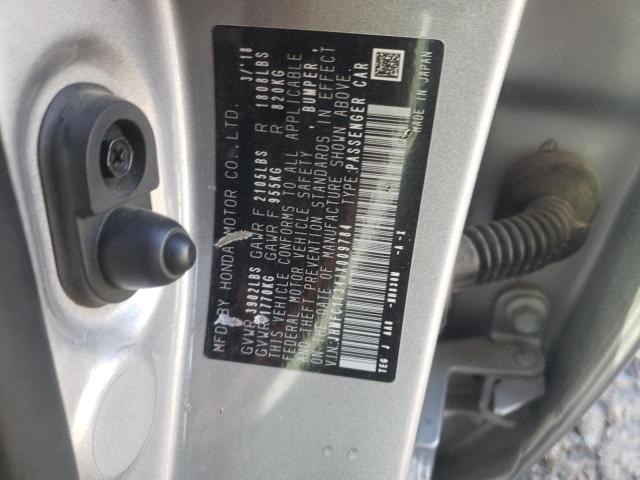 MFD BY HONDA MOTOR CO., LTD. 3/'18
GVWR 3902LBS GAWR F 2105LBS R 1808LBS
GVWR 1770KG GAWR F 955KG R 820KG
THIS VEHICLE CONFORMS TO ALL APPLICABLE
FEDERAL MOTOR VEHICLE SAFETY, BUMPER,
AND THEFT PREVENTION STANDARDS IN EFFECT
ON THE DATE OF MANUFACTURE SHOWN ABOVE.
V.I.N.: TYPE:PASSENGER CAR
TEG J AA0 -A-X MADE IN JAPAN